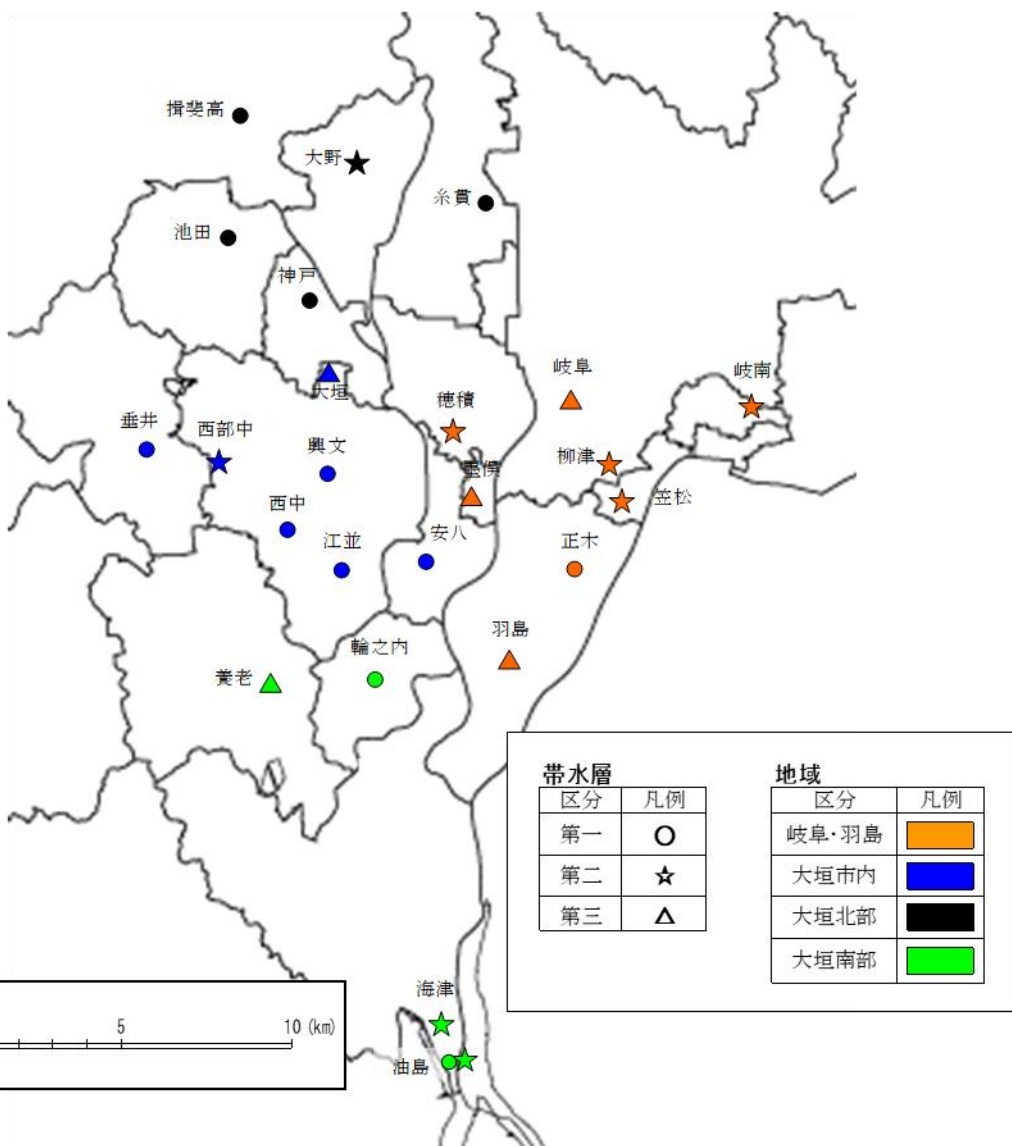 揖斐高
大野
糸貫
池田
神戸
大垣
岐阜
岐南
穂積
垂井
西部中
興文
墨俣
柳津
笠松
西中
江並
安八
正木
羽島
輪之内
養老
帯水層
区分 凡例
第一 ○
第二 ☆
第三 △
地域
区分 凡例
岐阜・羽島
大垣市内
大垣北部
大垣南部
海津
油島
5 10 (km)